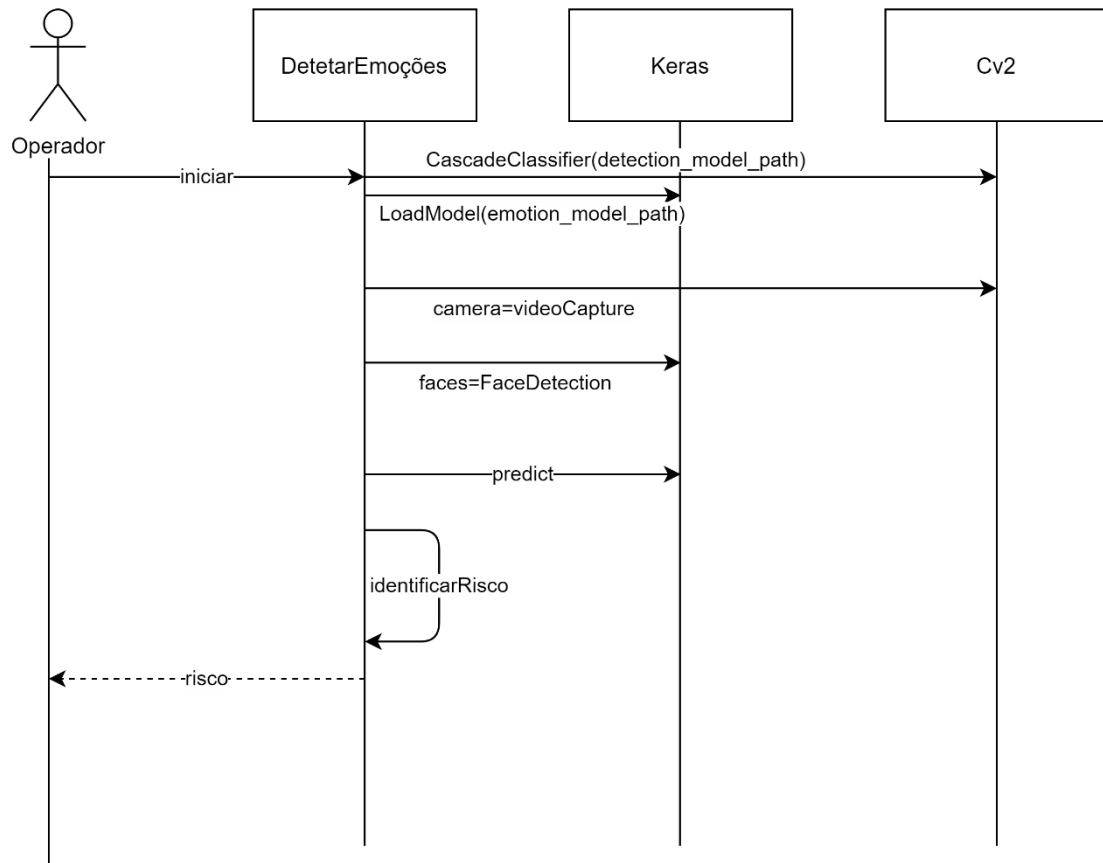 DetetarEmoções
Keras
Cv2
Operador
CascadeClassifier(detection_model_path)
iniciar
LoadModel(emotion_model_path)
camera=videoCapture
faces=FaceDetection
predict
identificarRisco
risco